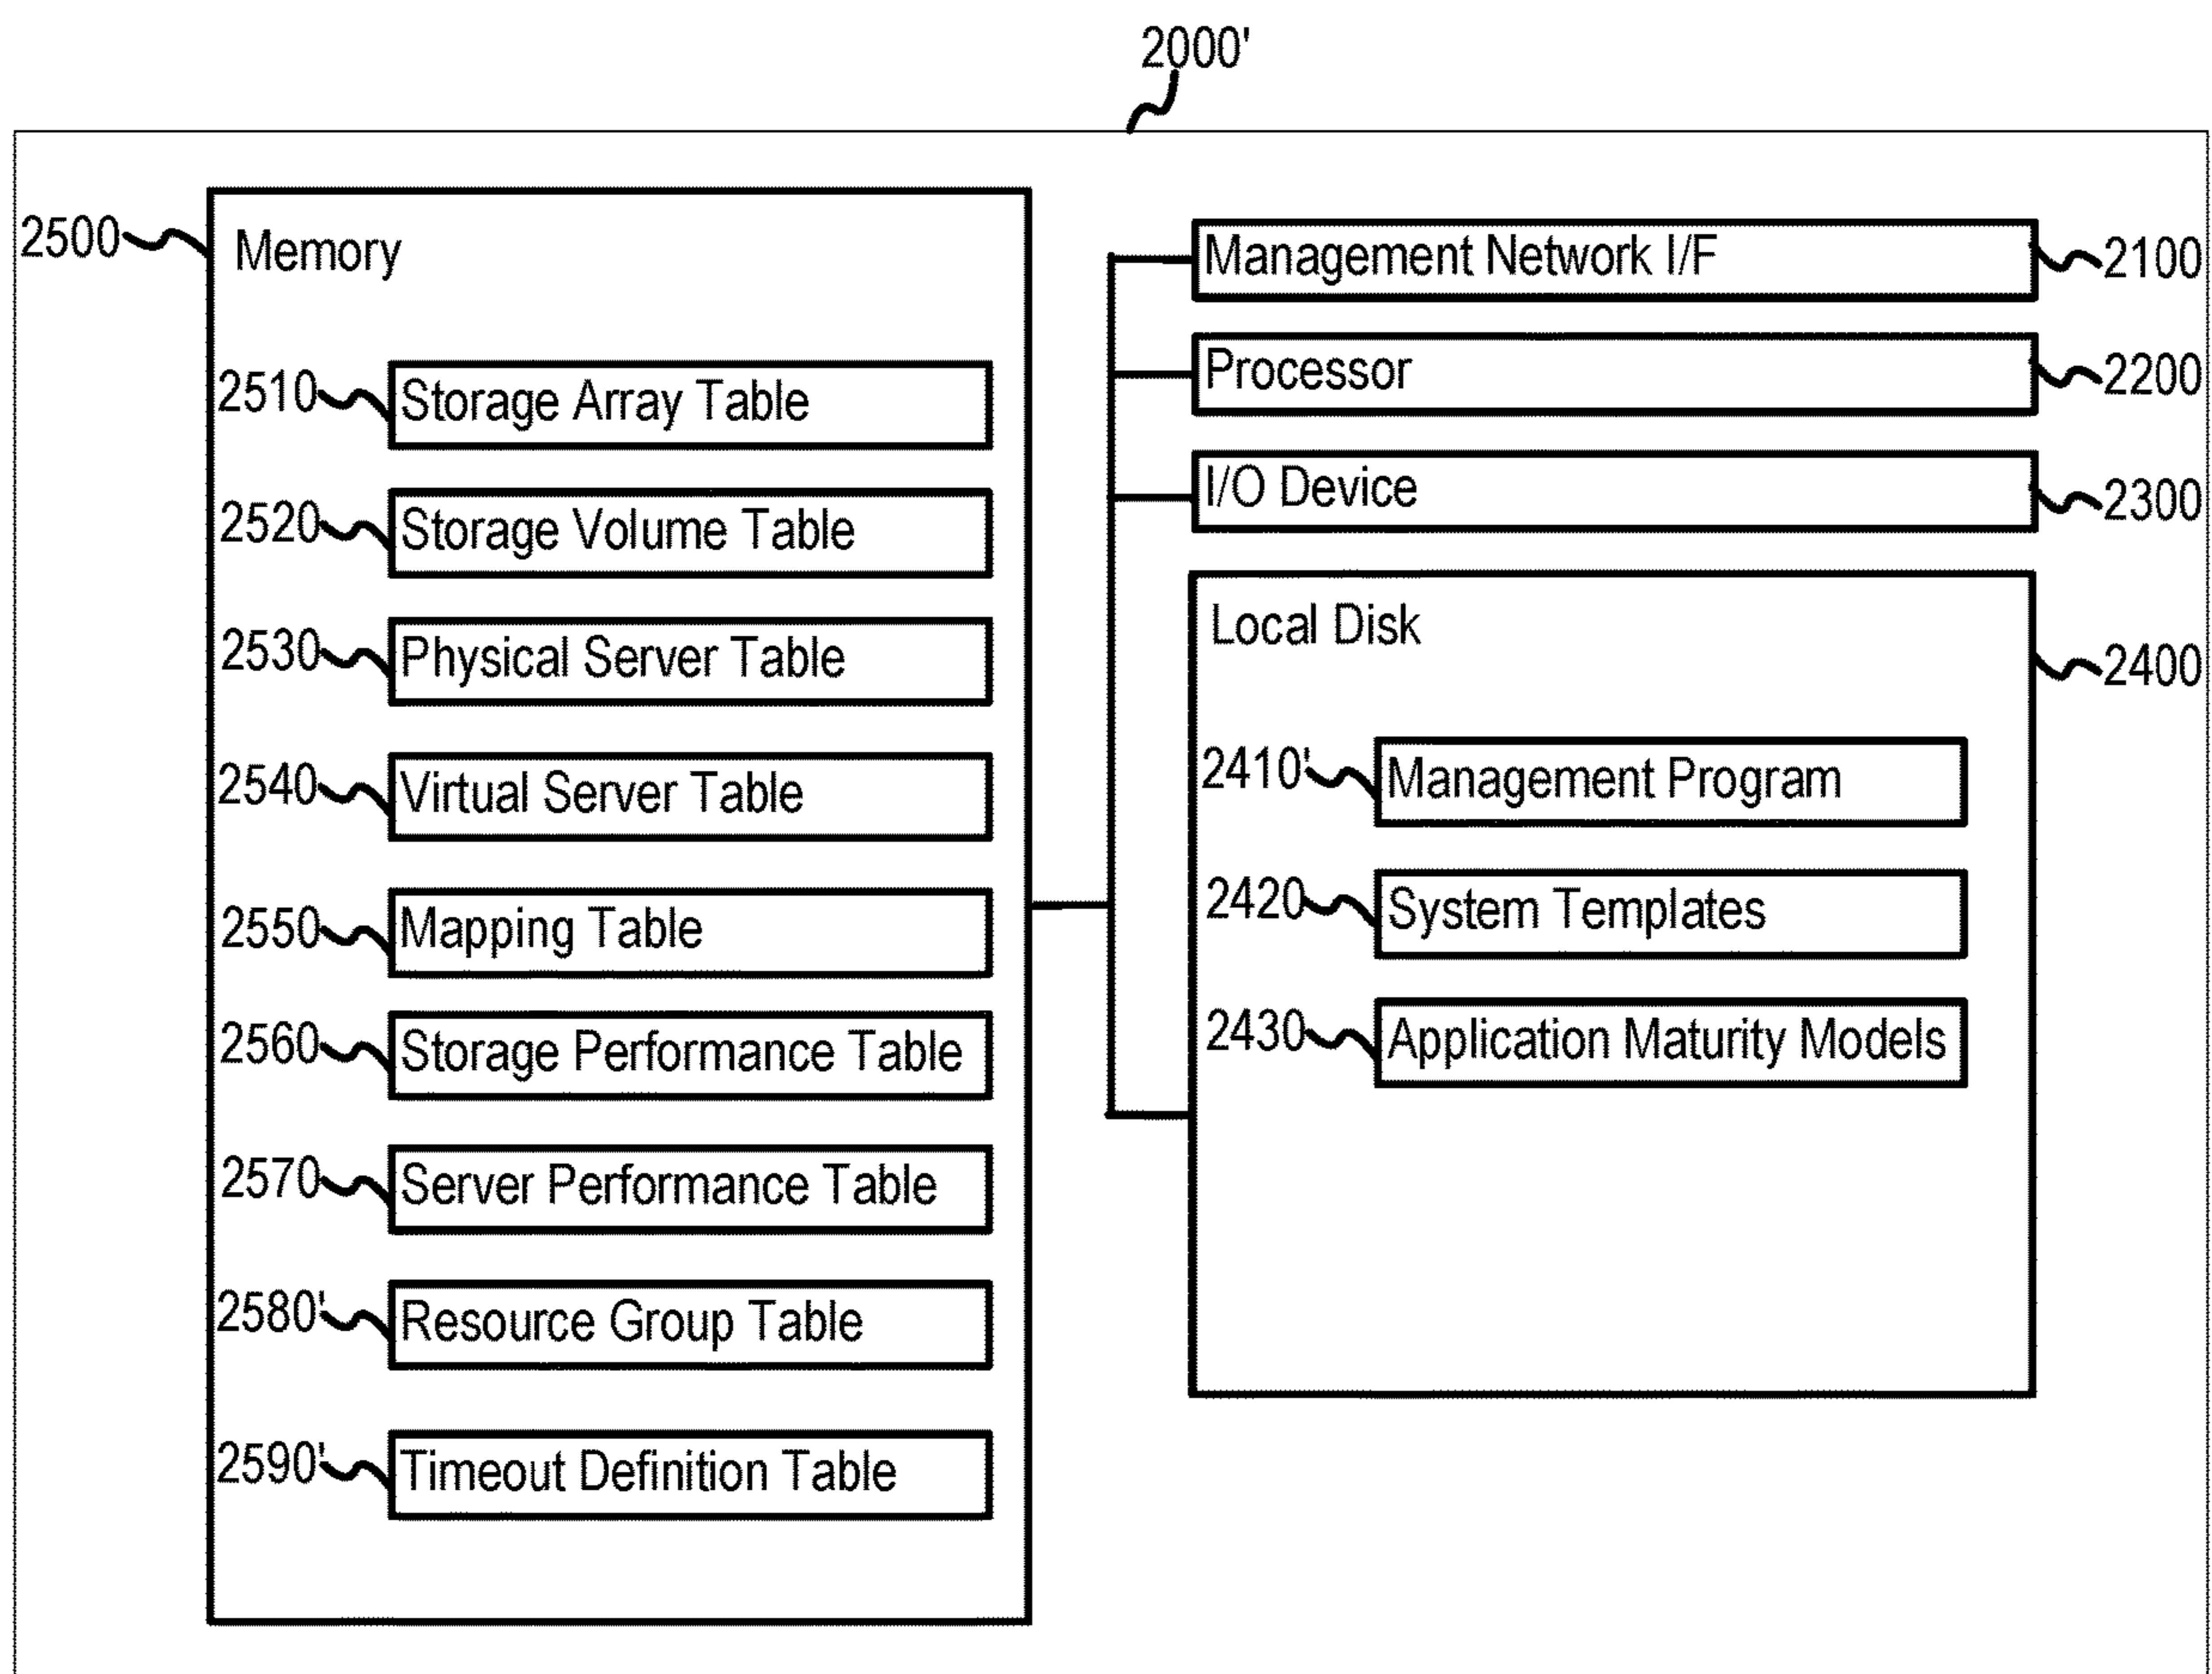 2000'
2500
Memory
2510
Storage Array Table
2520
Storage Volume Table
2530
Physical Server Table
2540
Virtual Server Table
2550
Mapping Table
2560
Storage Performance Table
2570
Server Performance Table
2580'
Resource Group Table
2590'
Timeout Definition Table
Management Network I/F
2100
Processor
2200
I/O Device
2300
Local Disk
2400
2410'
Management Program
2420
System Templates
2430
Application Maturity Models